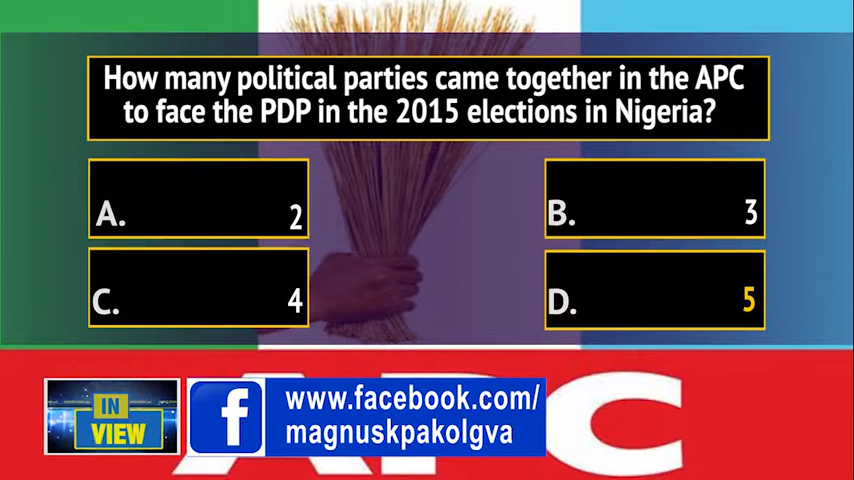 How many political parties came together in the APC
to face the PDP in the 2015 elections in Nigeria?
A. 2
B. 3
C. 4
D. 5
IN
VIEW
f
www.facebook.com/
magnuskpakolgva
APC